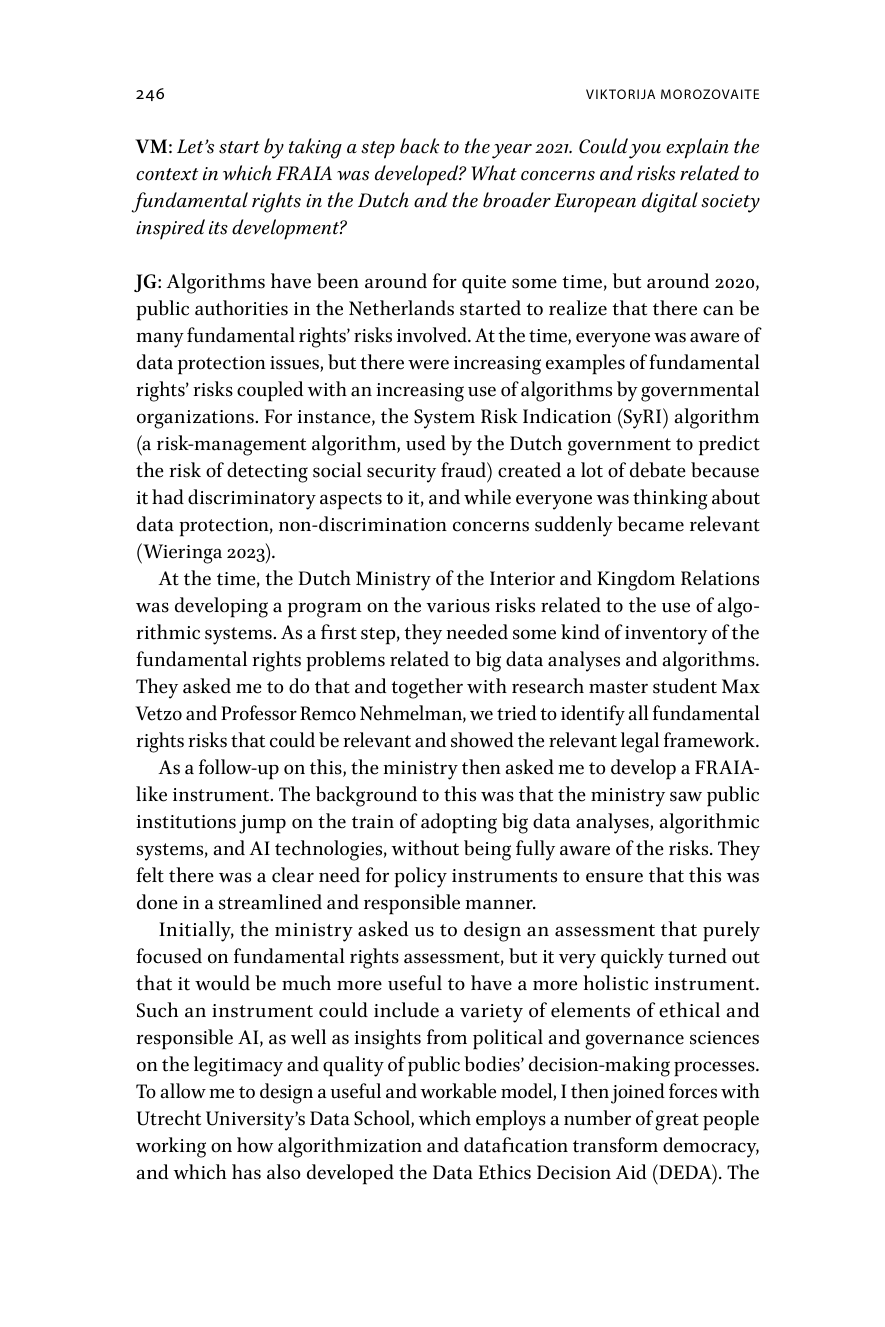 246
VIKTORIJA MOROZOVAITE
VM: Let’s start by taking a step back to the year 2021. Could you explain the
context in which FRAIA was developed? What concerns and risks related to
fundamental rights in the Dutch and the broader European digital society
inspired its development?
JG: Algorithms have been around for quite some time, but around 2020,
public authorities in the Netherlands started to realize that there can be
many fundamental rights’ risks involved. At the time, everyone was aware of
data protection issues, but there were increasing examples of fundamental
rights’ risks coupled with an increasing use of algorithms by governmental
organizations. For instance, the System Risk Indication (SyRI) algorithm
(a risk-management algorithm, used by the Dutch government to predict
the risk of detecting social security fraud) created a lot of debate because
it had discriminatory aspects to it, and while everyone was thinking about
data protection, non-discrimination concerns suddenly became relevant
(Wieringa 2023).
At the time, the Dutch Ministry of the Interior and Kingdom Relations
was developing a program on the various risks related to the use of algo-
rithmic systems. As a first step, they needed some kind of inventory of the
fundamental rights problems related to big data analyses and algorithms.
They asked me to do that and together with research master student Max
Vetzo and Professor Remco Nehmelman, we tried to identify all fundamental
rights risks that could be relevant and showed the relevant legal framework.
As a follow-up on this, the ministry then asked me to develop a FRAIA-
like instrument. The background to this was that the ministry saw public
institutions jump on the train of adopting big data analyses, algorithmic
systems, and AI technologies, without being fully aware of the risks. They
felt there was a clear need for policy instruments to ensure that this was
done in a streamlined and responsible manner.
Initially, the ministry asked us to design an assessment that purely
focused on fundamental rights assessment, but it very quickly turned out
that it would be much more useful to have a more holistic instrument.
Such an instrument could include a variety of elements of ethical and
responsible AI, as well as insights from political and governance sciences
on the legitimacy and quality of public bodies’ decision-making processes.
To allow me to design a useful and workable model, I then joined forces with
Utrecht University’s Data School, which employs a number of great people
working on how algorithmization and datafication transform democracy,
and which has also developed the Data Ethics Decision Aid (DEDA). The